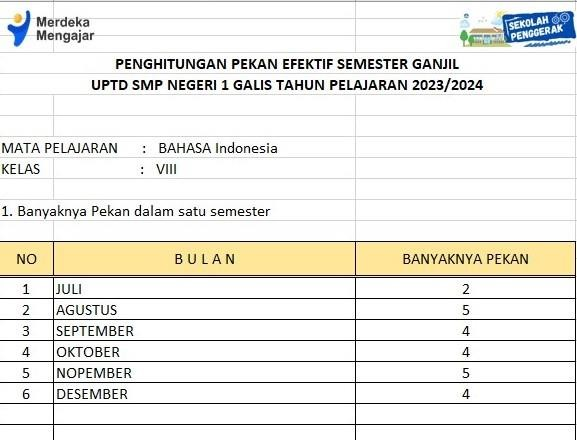 Merdeka
Mengajar
SEKOLAH
PENGGERAK
PENGHITUNGAN PEKAN EFEKTIF SEMESTER GANJIL
UPTD SMP NEGERI 1 GALIS TAHUN PELAJARAN 2023/2024
MATA PELAJARAN : BAHASA Indonesia
KELAS : VIII
1. Banyaknya Pekan dalam satu semester
NO B U L A N BANYAKNYA PEKAN
1 JULI 2
2 AGUSTUS 5
3 SEPTEMBER 4
4 OKTOBER 4
5 NOPEMBER 5
6 DESEMBER 4